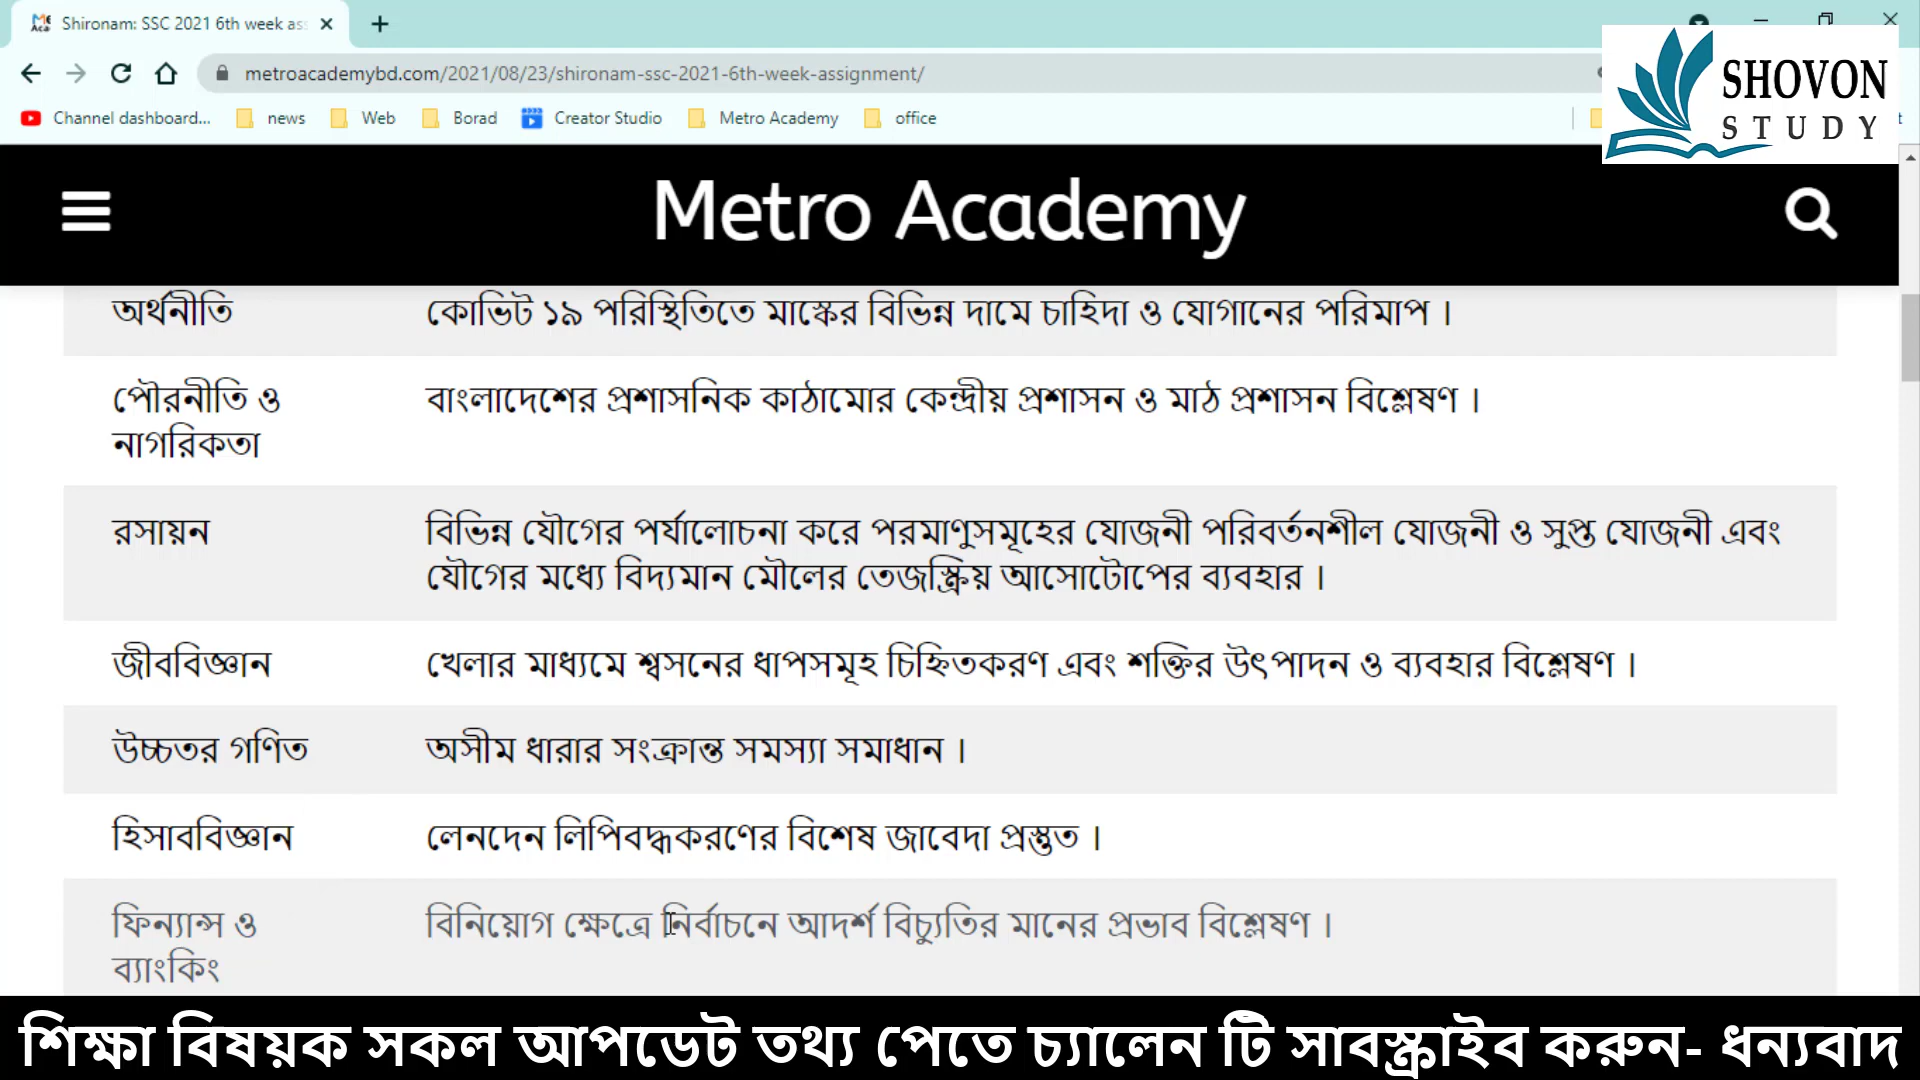 Shironam: SSC 2021 6th week as
metroacademybd.com/2021/08/23/shironam-ssc-2021-6th-week-assignment/
Channel dashboard... news Web Borad Creator Studio Metro Academy office
SHOVON
STUDY
Metro Academy
অর্থনীতি কোভিট ১৯ পরিস্থিতিতে মাস্কের বিভিন্ন দামে চাহিদা ও যোগানের পরিমাপ ।
পৌরনীতি ও বাংলাদেশের প্রশাসনিক কাঠামোর কেন্দ্রীয় প্রশাসন ও মাঠ প্রশাসন বিশ্লেষণ ।
নাগরিকতা
রসায়ন বিভিন্ন যৌগের পর্যালোচনা করে পরমাণুসমূহের যোজনী পরিবর্তনশীল যোজনী ও সুপ্ত যোজনী এবং
যৌগের মধ্যে বিদ্যমান মৌলের তেজস্ক্রিয় আসোটোপের ব্যবহার ।
জীববিজ্ঞান খেলার মাধ্যমে শ্বসনের ধাপসমূহ চিহ্নিতকরণ এবং শক্তির উৎপাদন ও ব্যবহার বিশ্লেষণ ।
উচ্চতর গণিত অসীম ধারার সংক্রান্ত সমস্যা সমাধান ।
হিসাববিজ্ঞান লেনদেন লিপিবদ্ধকরণের বিশেষ জাবেদা প্রস্তুত ।
ফিন্যান্স ও বিনিয়োগ ক্ষেত্রে নির্বাচনে আদর্শ বিচ্যুতির মানের প্রভাব বিশ্লেষণ ।
ব্যাংকিং
শিক্ষা বিষয়ক সকল আপডেট তথ্য পেতে চ্যালেন টি সাবস্ক্রাইব করুন- ধন্যবাদ